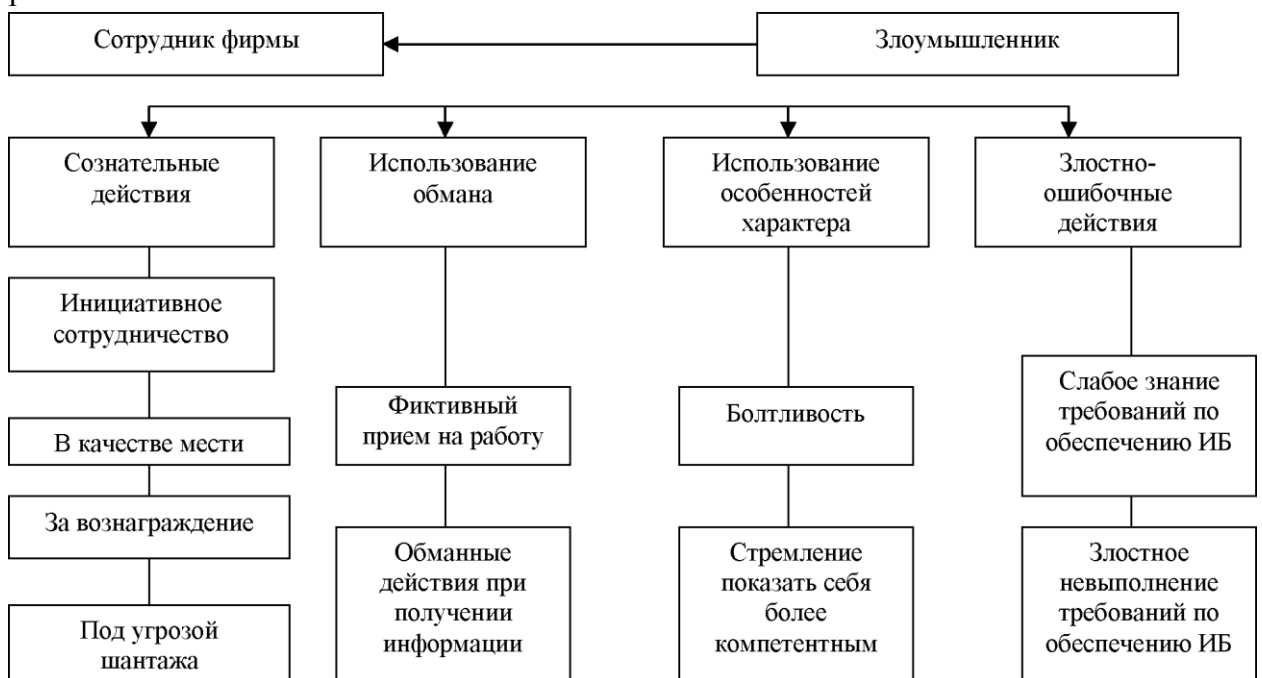 Сотрудник фирмы
Злоумышленник
Сознательные
действия
Использование
обмана
Использование
особенностей
характера
Злостно-
ошибочные
действия
Инициативное
сотрудничество
В качестве мести
За вознаграждение
Под угрозой
шантажа
Фиктивный
прием на работу
Обманные
действия при
получении
информации
Болтливость
Стремление
показать себя
более
компетентным
Слабое знание
требований по
обеспечению ИБ
Злостное
невыполнение
требований по
обеспечению ИБ